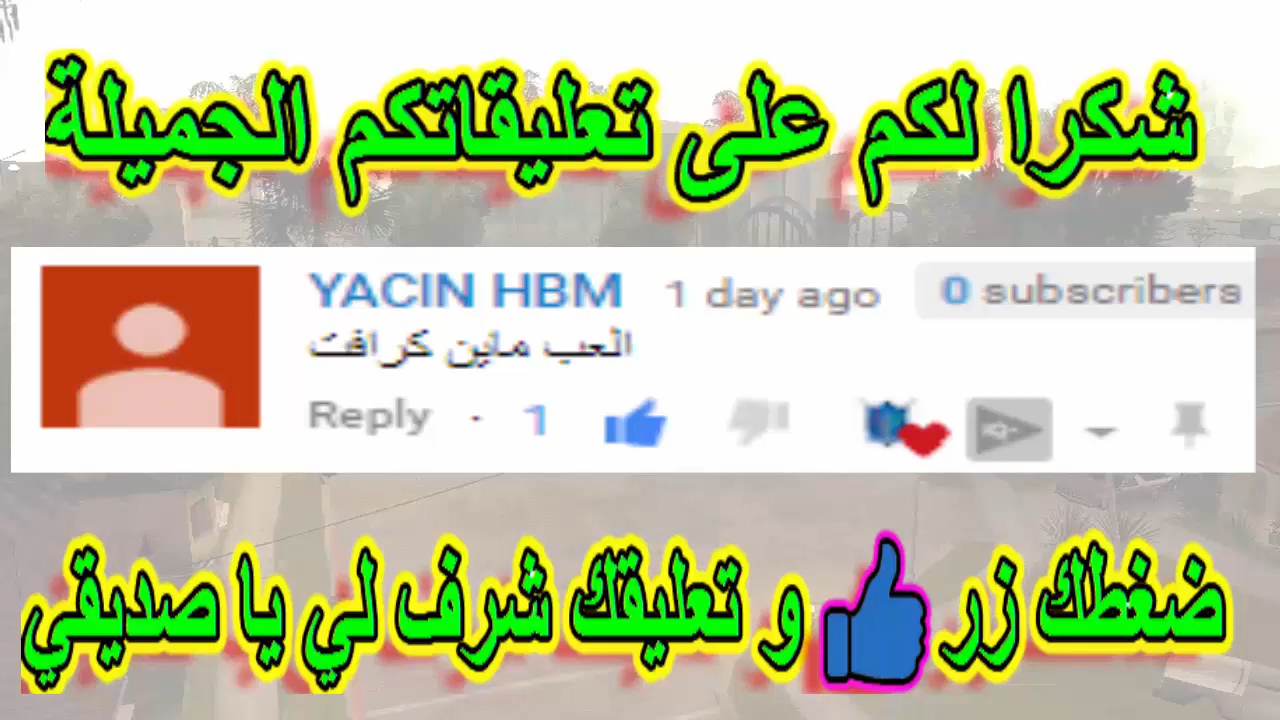 شكرا لكم على تعليقاتكم الجميلة
YACIN HBM 1 day ago 0 subscribers
العب ماين كرافت
Reply · 1
ضغطك زر و تعليقك شرف لي يا صديقي